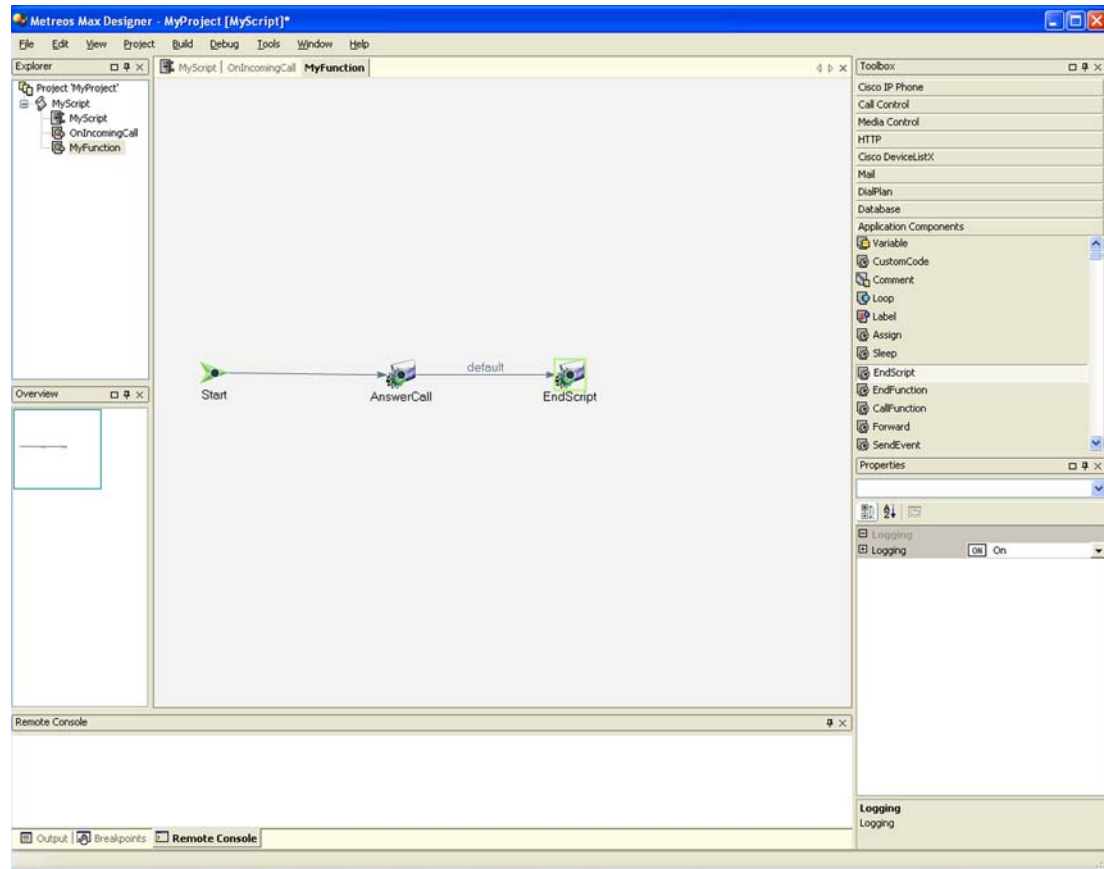 Metreos Max Designer - MyProject [MyScript]*
File Edit View Project Build Debug Tools Window Help
Explorer
Project 'MyProject'
MyScript
MyScript
OnIncomingCall
MyFunction
Overview
MyScript OnIncomingCall MyFunction
Start
AnswerCall
default
EndScript
Toolbox
Cisco IP Phone
Call Control
Media Control
HTTP
Cisco DeviceListX
Mail
DialPlan
Database
Application Components
Variable
CustomCode
Comment
Loop
Label
Assign
Sleep
EndScript
EndFunction
CallFunction
Forward
SendEvent
Properties
Logging
Logging ON On
Logging
Logging
Remote Console
Output Breakpoints Remote Console